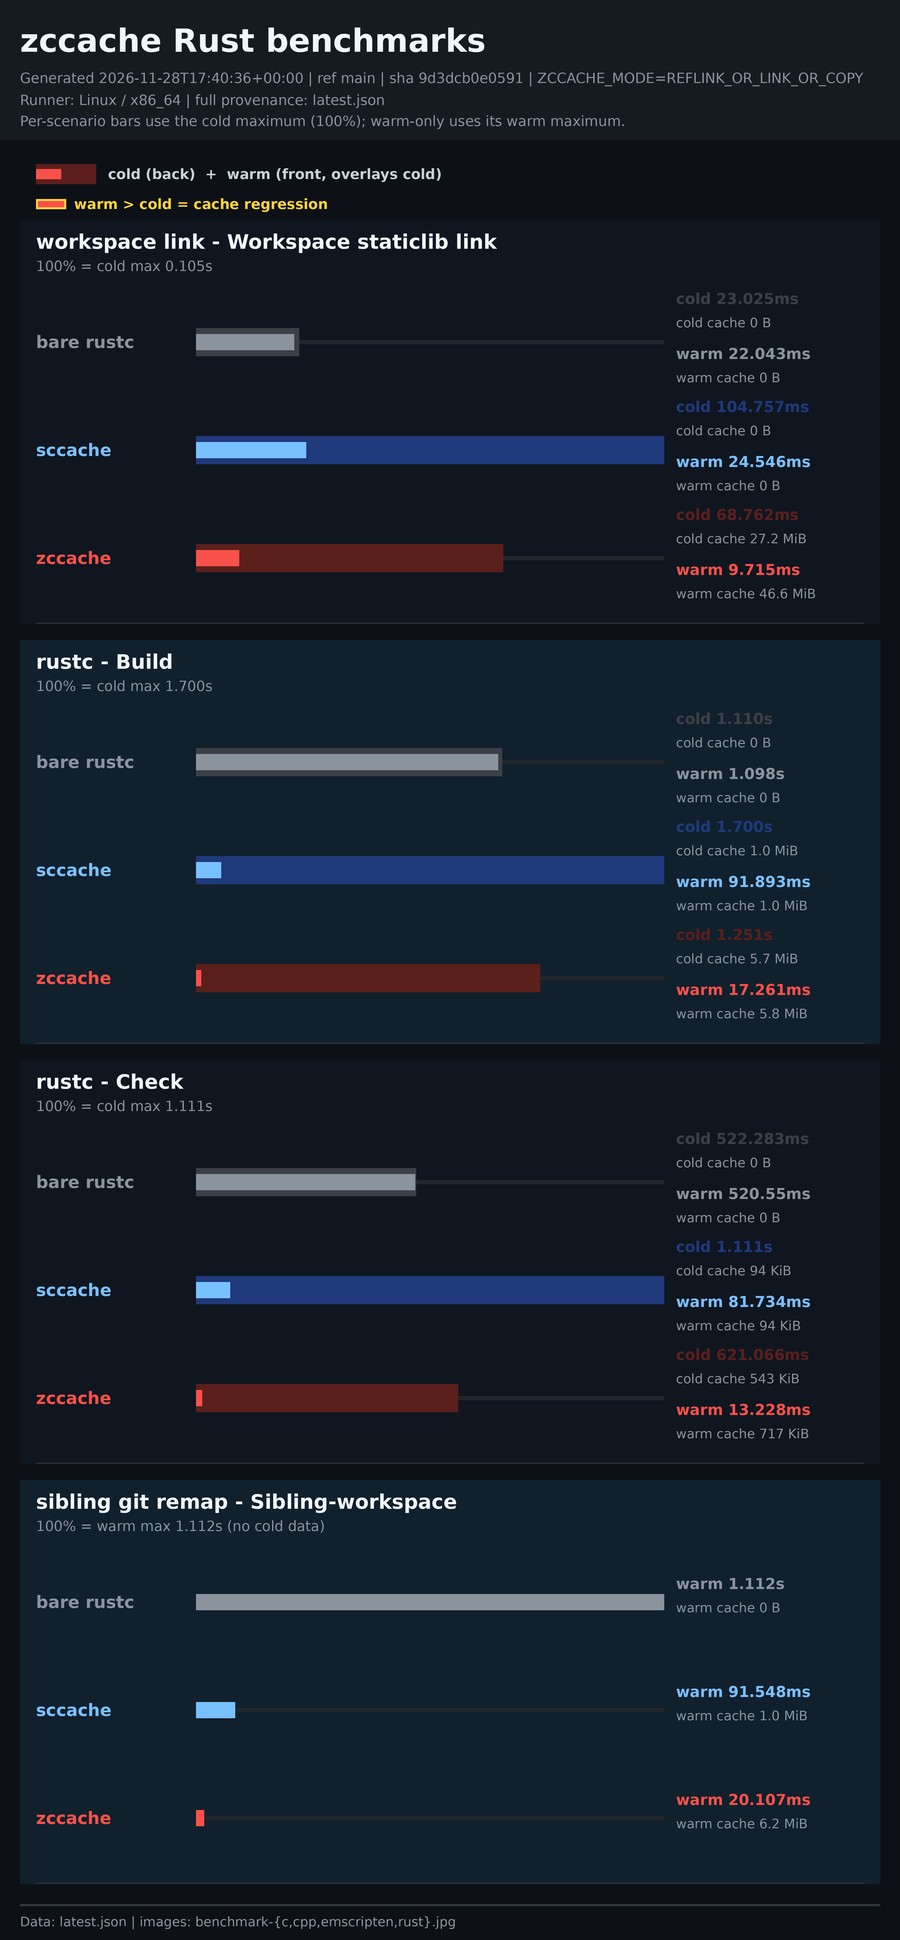 zccache Rust benchmarks
Generated 2026-11-28T17:40:36+00:00 | ref main | sha 9d3dcb0e0591 | ZCCACHE_MODE=REFLINK_OR_LINK_OR_COPY
Runner: Linux / x86_64 | full provenance: latest.json
Per-scenario bars use the cold maximum (100%); warm-only uses its warm maximum.
cold (back) + warm (front, overlays cold)
warm > cold = cache regression
workspace link - Workspace staticlib link
100% = cold max 0.105s
bare rustc
cold 23.025ms
cold cache 0 B
warm 22.043ms
warm cache 0 B
sccache
cold 104.757ms
cold cache 0 B
warm 24.546ms
warm cache 0 B
zccache
cold 68.762ms
cold cache 27.2 MiB
warm 9.715ms
warm cache 46.6 MiB
rustc - Build
100% = cold max 1.700s
bare rustc
cold 1.110s
cold cache 0 B
warm 1.098s
warm cache 0 B
sccache
cold 1.700s
cold cache 1.0 MiB
warm 91.893ms
warm cache 1.0 MiB
zccache
cold 1.251s
cold cache 5.7 MiB
warm 17.261ms
warm cache 5.8 MiB
rustc - Check
100% = cold max 1.111s
bare rustc
cold 522.283ms
cold cache 0 B
warm 520.55ms
warm cache 0 B
sccache
cold 1.111s
cold cache 94 KiB
warm 81.734ms
warm cache 94 KiB
zccache
cold 621.066ms
cold cache 543 KiB
warm 13.228ms
warm cache 717 KiB
sibling git remap - Sibling-workspace
100% = warm max 1.112s (no cold data)
bare rustc
warm 1.112s
warm cache 0 B
sccache
warm 91.548ms
warm cache 1.0 MiB
zccache
warm 20.107ms
warm cache 6.2 MiB
Data: latest.json | images: benchmark-{c,cpp,emscripten,rust}.jpg